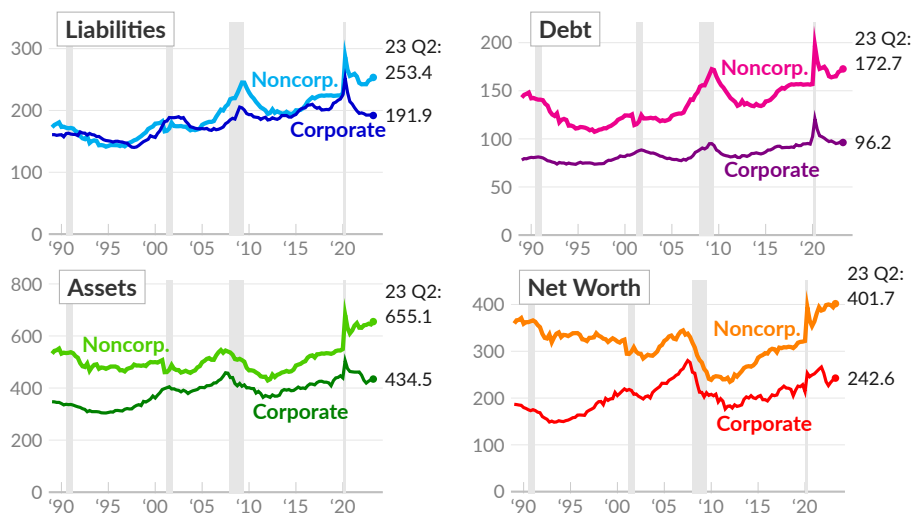 Liabilities
23 Q2:
300
Noncorp.
253.4
200
191.9
Corporate
100
0
‘90 ‘95 ‘00 ‘05 ‘10 ‘15 ‘20
Debt
23 Q2:
200
Noncorp.
172.7
150
100
96.2
Corporate
50
0
‘90 ‘95 ‘00 ‘05 ‘10 ‘15 ‘20
Assets
23 Q2:
800
655.1
600
Noncorp.
400
434.5
Corporate
200
0
‘90 ‘95 ‘00 ‘05 ‘10 ‘15 ‘20
Net Worth
23 Q2:
400
401.7
Noncorp.
300
242.6
200
Corporate
100
0
‘90 ‘95 ‘00 ‘05 ‘10 ‘15 ‘20